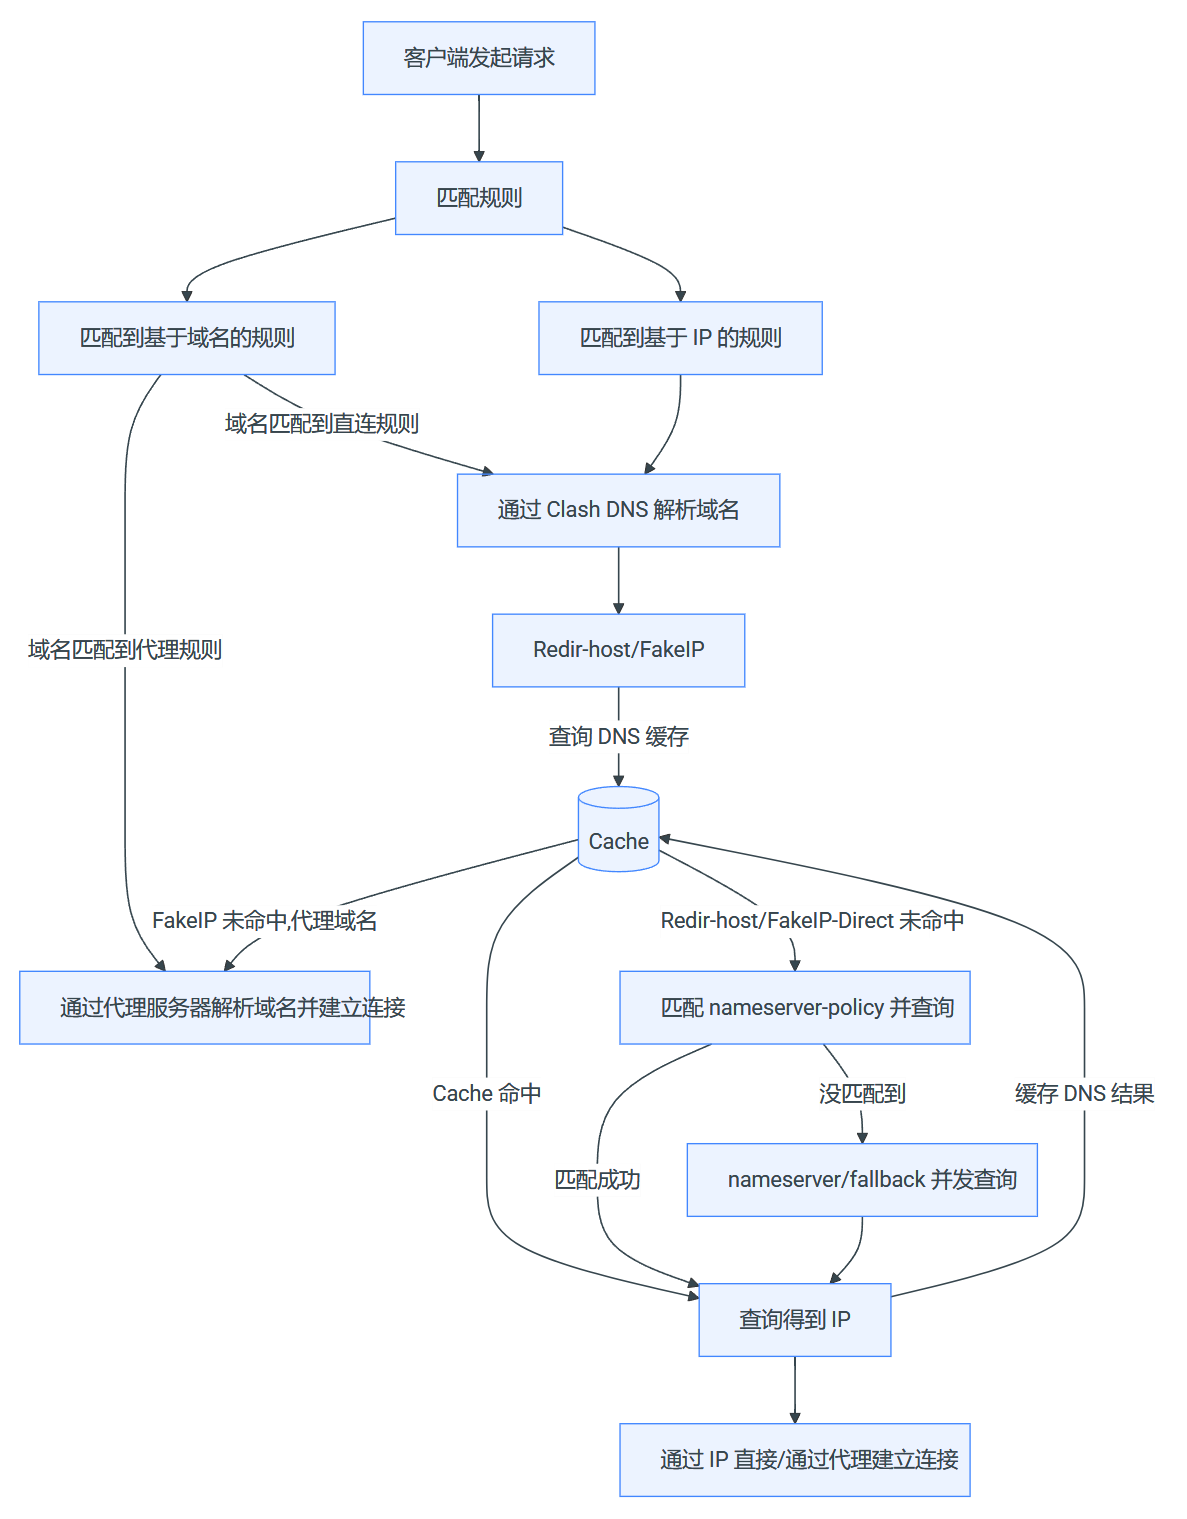 客户端发起请求
匹配规则
匹配到基于域名的规则
匹配到基于 IP 的规则
域名匹配到直连规则
通过 Clash DNS 解析域名
域名匹配到代理规则
Redir-host/FakeIP
查询 DNS 缓存
Cache
FakeIP 未命中,代理域名
Redir-host/FakeIP-Direct 未命中
通过代理服务器解析域名并建立连接
匹配 nameserver-policy 并查询
Cache 命中
没匹配到
缓存 DNS 结果
匹配成功
nameserver/fallback 并发查询
查询得到 IP
通过 IP 直接/通过代理建立连接